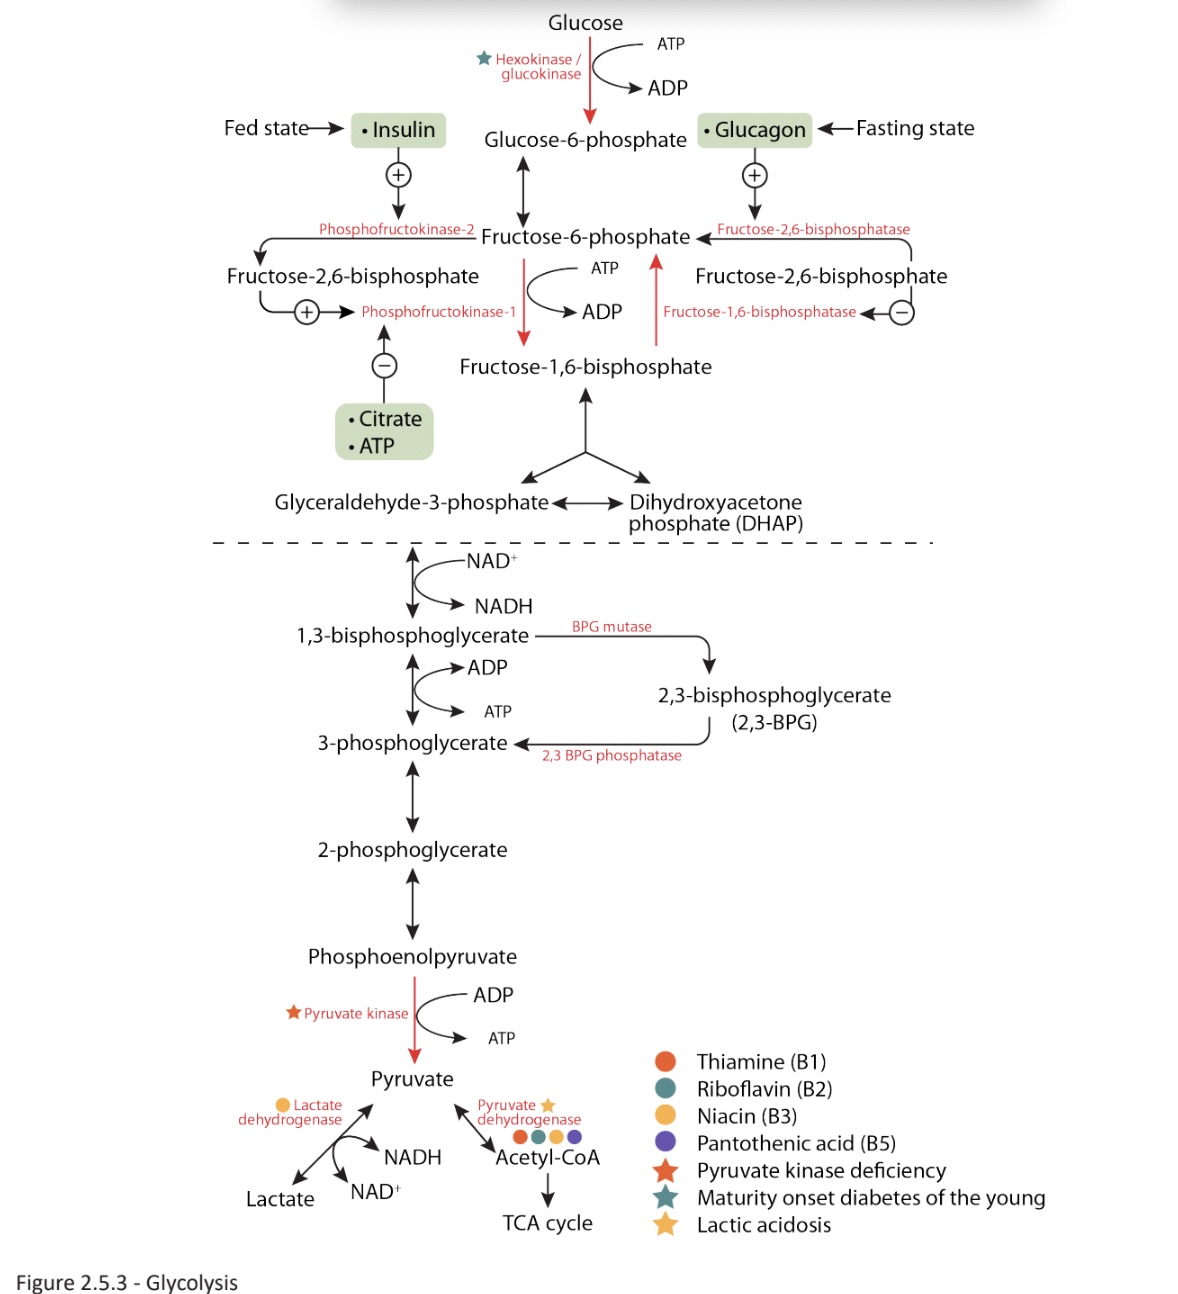 Glucose
ATP
Hexokinase /
glucokinase
ADP
Fed state
• Insulin
Glucose-6-phosphate
• Glucagon
Fasting state
+
+
Phosphofructokinase-2
Fructose-6-phosphate
Fructose-2,6-bisphosphatase
Fructose-2,6-bisphosphate
ATP
Fructose-2,6-bisphosphate
+
Phosphofructokinase-1
ADP
Fructose-1,6-bisphosphatase
−
−
Fructose-1,6-bisphosphate
• Citrate
• ATP
Glyceraldehyde-3-phosphate
Dihydroxyacetone
phosphate (DHAP)
NAD⁺
NADH
1,3-bisphosphoglycerate
BPG mutase
ADP
ATP
2,3-bisphosphoglycerate
(2,3-BPG)
3-phosphoglycerate
2,3 BPG phosphatase
2-phosphoglycerate
Phosphoenolpyruvate
Pyruvate kinase
ADP
ATP
Pyruvate
Lactate
dehydrogenase
Pyruvate
dehydrogenase
NADH
NAD⁺
Lactate
Acetyl-CoA
TCA cycle
Thiamine (B1)
Riboflavin (B2)
Niacin (B3)
Pantothenic acid (B5)
Pyruvate kinase deficiency
Maturity onset diabetes of the young
Lactic acidosis
Figure 2.5.3 - Glycolysis